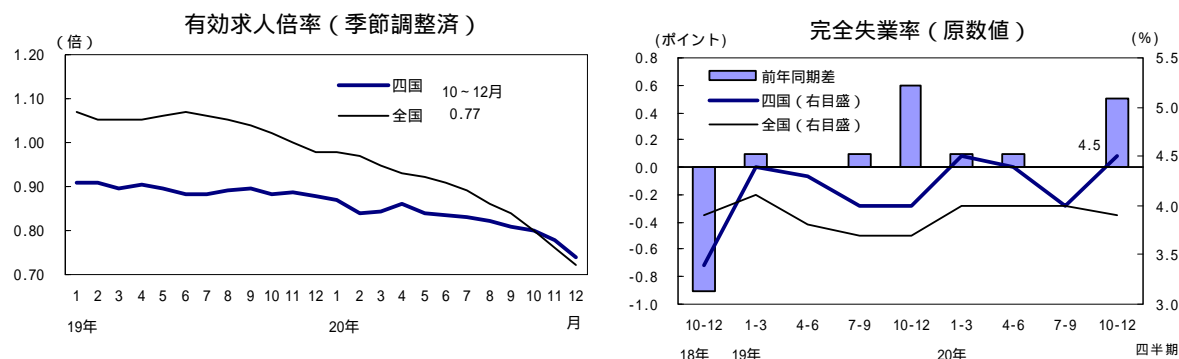 有効求人倍率（季節調整済）
（倍）
1.20
1.10
1.00
0.90
0.80
0.70
四国
全国
10～12月
0.77
1 2 3 4 5 6 7 8 9 10 11 12 1 2 3 4 5 6 7 8 9 10 11 12
19年 20年 月
完全失業率（原数値）
(ポイント) (％)
0.8
0.6
0.4
0.2
0.0
-0.2
-0.4
-0.6
-0.8
-1.0
前年同期差
四国（右目盛）
全国（右目盛）
4.5
5.5
5.0
4.5
4.0
3.5
3.0
10-12 1-3 4-6 7-9 10-12 1-3 4-6 7-9 10-12
18年 19年 20年 四半期